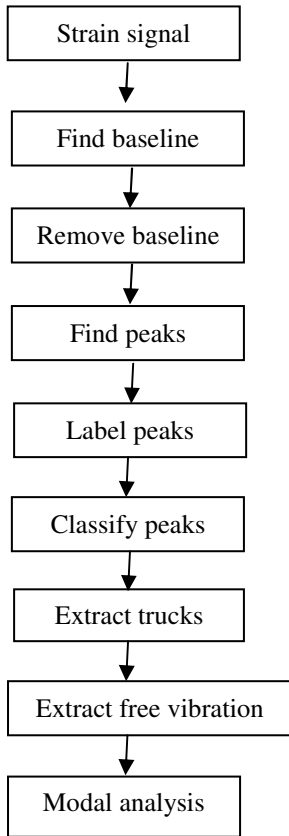 Strain signal
Find baseline
Remove baseline
Find peaks
Label peaks
Classify peaks
Extract trucks
Extract free vibration
Modal analysis